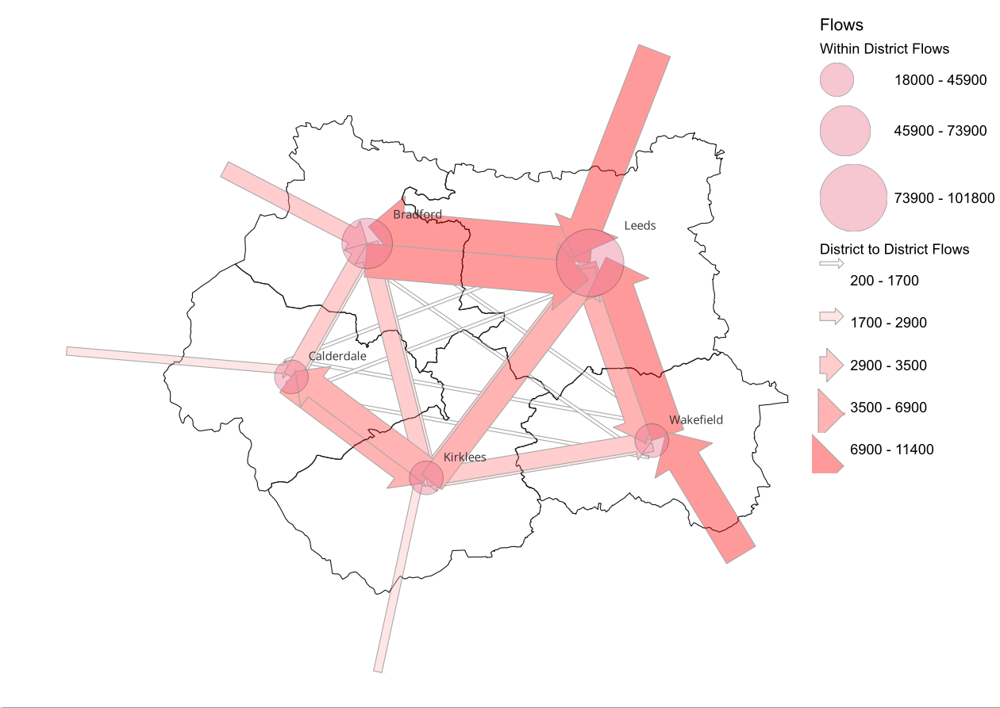 Flows
Within District Flows
18000 - 45900
45900 - 73900
73900 - 101800
District to District Flows
200 - 1700
1700 - 2900
2900 - 3500
3500 - 6900
6900 - 11400
Bradford
Leeds
Calderdale
Wakefield
Kirklees